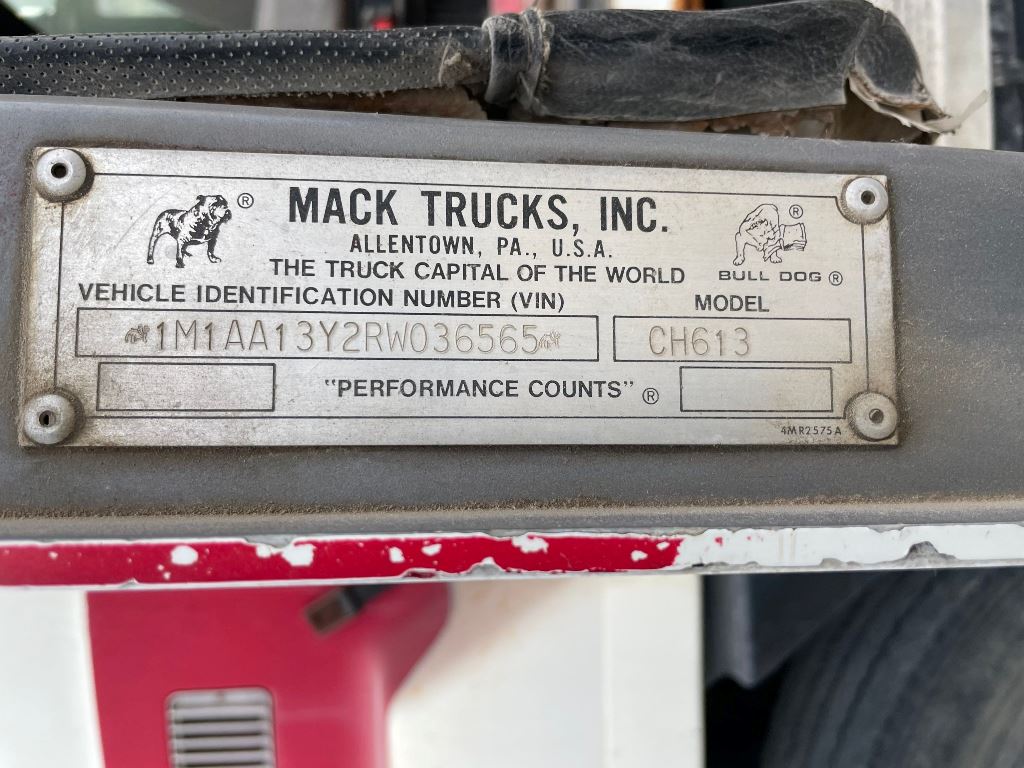 ® MACK TRUCKS, INC. ®
ALLENTOWN, PA., U.S.A.
THE TRUCK CAPITAL OF THE WORLD BULL DOG ®
VEHICLE IDENTIFICATION NUMBER (VIN) MODEL
1M1AA13Y2RW036565 CH613
"PERFORMANCE COUNTS" ®
4MR2575A